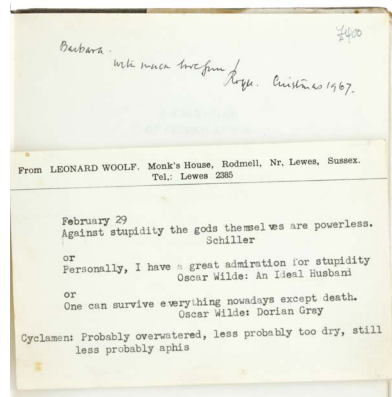 £400
Barbara.
with much love from
Roger. Christmas 1967.
From LEONARD WOOLF. Monk's House, Rodmell, Nr, Lewes, Sussex.
Tel,: Lewes 2385
February 29
Against stupidity the gods themselves are powerless.
Schiller
or
Personally, I have a great admiration for stupidity
Oscar Wilde: An Ideal Husband
or
One can survive everything nowadays except death.
Oscar Wilde: Dorian Gray
Cyclamen: Probably overwatered, less probably too dry, still
less probably aphis